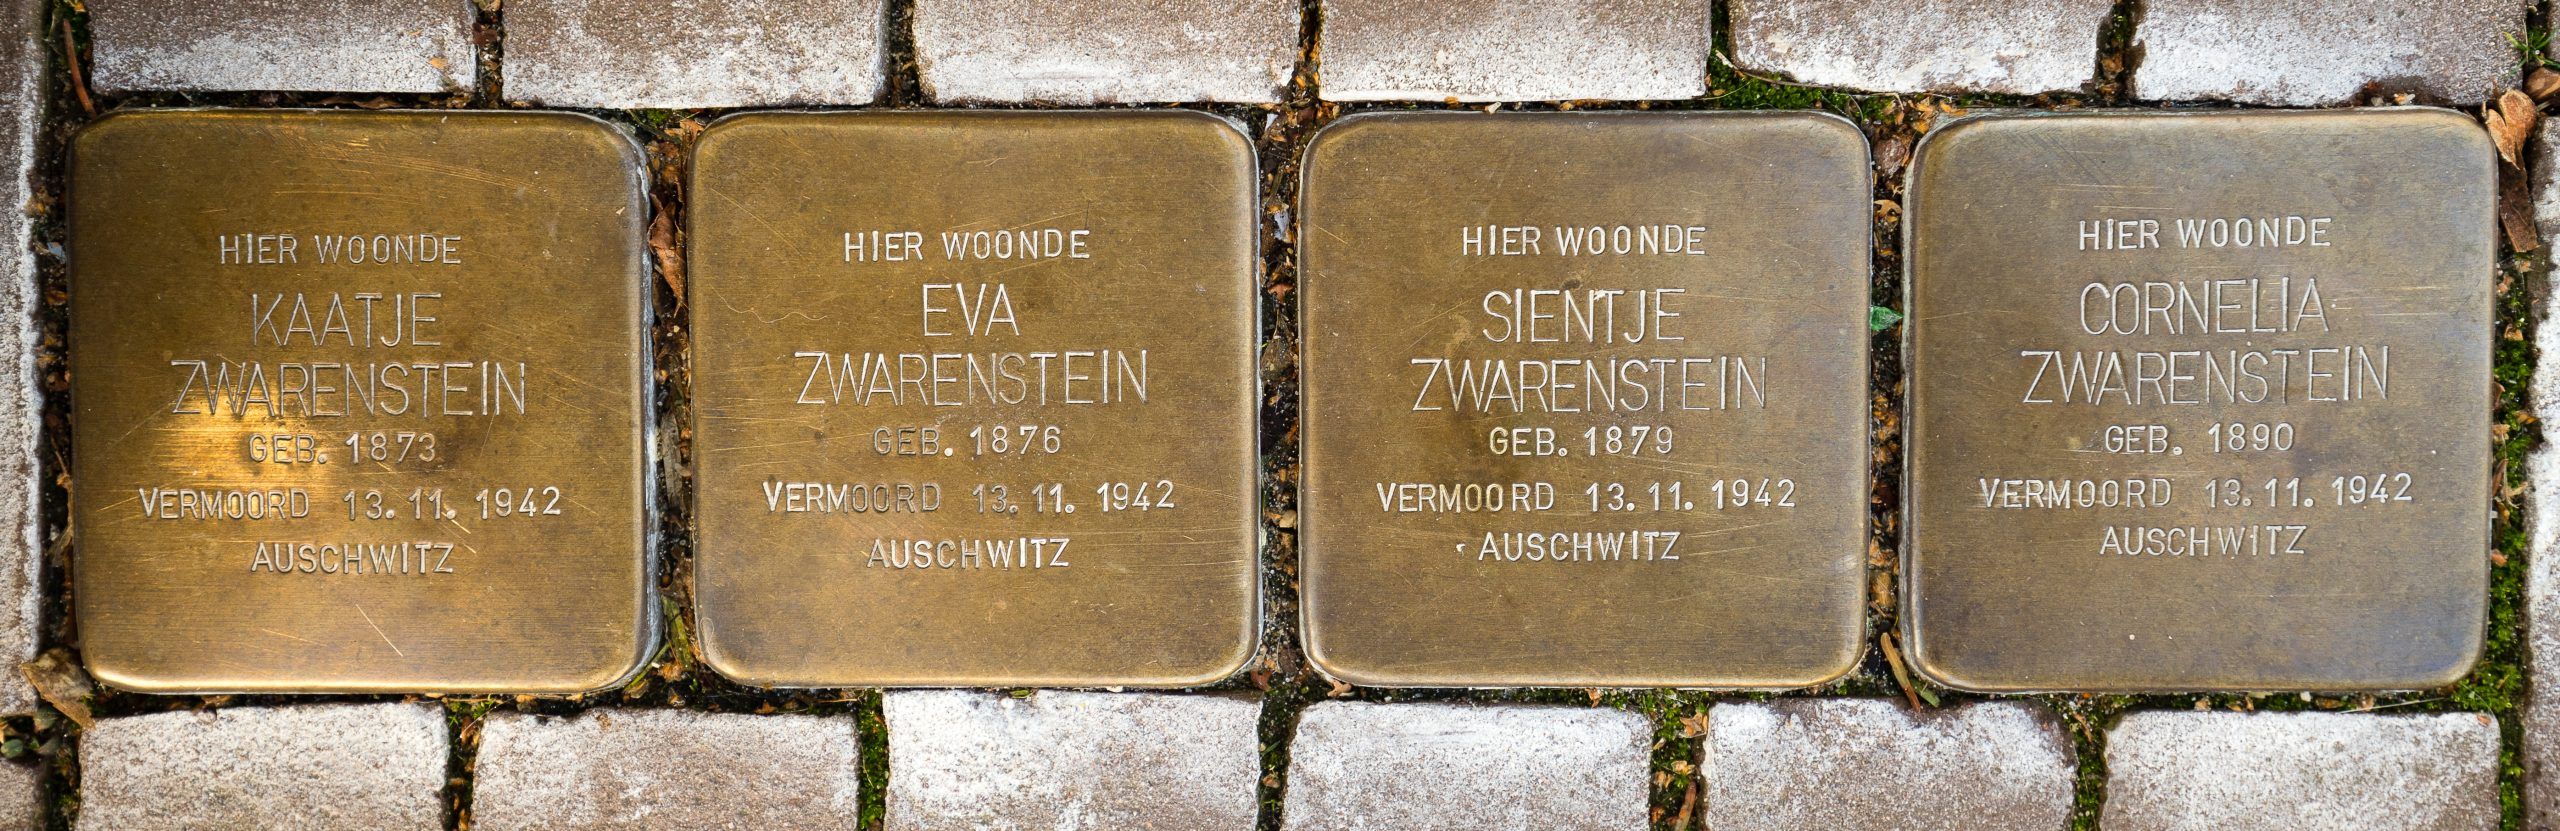 HIER WOONDE
KAATJE
ZWARENSTEIN
GEB. 1873
VERMOORD 13.11.1942
AUSCHWITZ
HIER WOONDE
EVA
ZWARENSTEIN
GEB. 1876
VERMOORD 13.11.1942
AUSCHWITZ
HIER WOONDE
SIENTJE
ZWARENSTEIN
GEB. 1879
VERMOORD 13.11.1942
AUSCHWITZ
HIER WOONDE
CORNELIA
ZWARENSTEIN
GEB. 1890
VERMOORD 13.11.1942
AUSCHWITZ